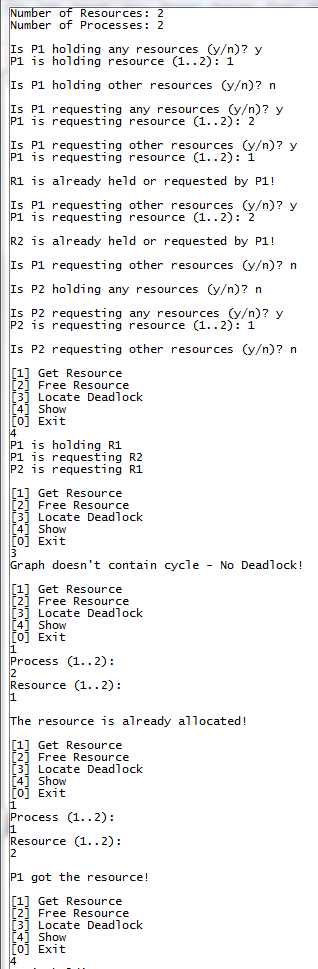 Number of Resources: 2
Number of Processes: 2
Is P1 holding any resources (y/n)? y
P1 is holding resource (1..2): 1
Is P1 holding other resources (y/n)? n
Is P1 requesting any resources (y/n)? y
P1 is requesting resource (1..2): 2
Is P1 requesting other resources (y/n)? y
P1 is requesting resource (1..2): 1
R1 is already held or requested by P1!
Is P1 requesting other resources (y/n)? y
P1 is requesting resource (1..2): 2
R2 is already held or requested by P1!
Is P1 requesting other resources (y/n)? n
Is P2 holding any resources (y/n)? n
Is P2 requesting any resources (y/n)? y
P2 is requesting resource (1..2): 1
Is P2 requesting other resources (y/n)? n
[1] Get Resource
[2] Free Resource
[3] Locate Deadlock
[4] Show
[0] Exit
4
P1 is holding R1
P1 is requesting R2
P2 is requesting R1
[1] Get Resource
[2] Free Resource
[3] Locate Deadlock
[4] Show
[0] Exit
3
Graph doesn't contain cycle - No Deadlock!
[1] Get Resource
[2] Free Resource
[3] Locate Deadlock
[4] Show
[0] Exit
1
Process (1..2):
2
Resource (1..2):
1
The resource is already allocated!
[1] Get Resource
[2] Free Resource
[3] Locate Deadlock
[4] Show
[0] Exit
1
Process (1..2):
1
Resource (1..2):
2
P1 got the resource!
[1] Get Resource
[2] Free Resource
[3] Locate Deadlock
[4] Show
[0] Exit
4